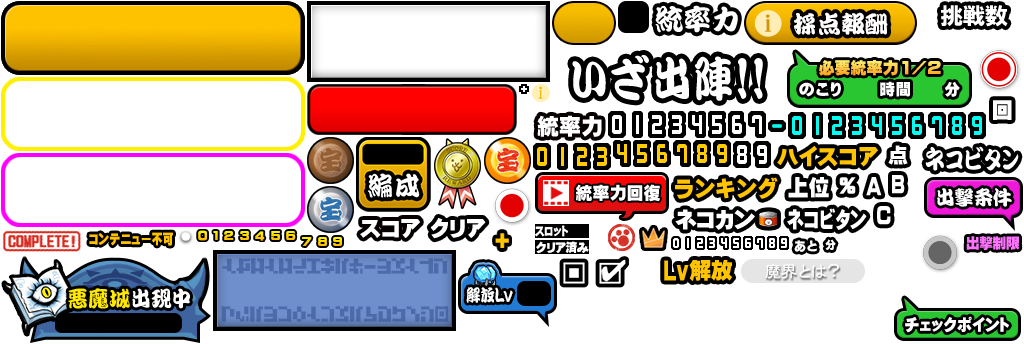 統率力
採点報酬
挑戦数
いざ出陣!!
必要統率力1/2
のこり 時間 分
統率力 01234567-0123456789
012345678989
ハイスコア 点
ネコビタン
宝
宝
宝
編成
統率力回復
ランキング 上位 % A B
出撃条件
スコア クリア
ネコカン ネコビタン C
COMPLETE!
コンテニュー不可
0123456789
スロット
クリア済み
0123456789 あと 分
出撃制限
Lv解放
魔界とは?
悪魔城出現中
解放Lv
チェックポイント